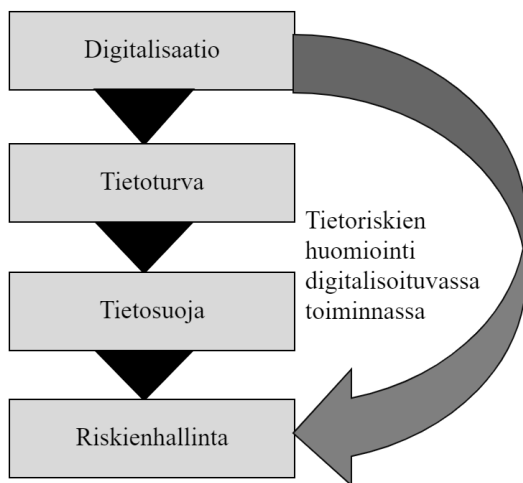 Digitalisaatio
Tietoturva
Tietoriskien
huomiointi
digitalisoituvassa
toiminnassa
Tietosuoja
Riskienhallinta